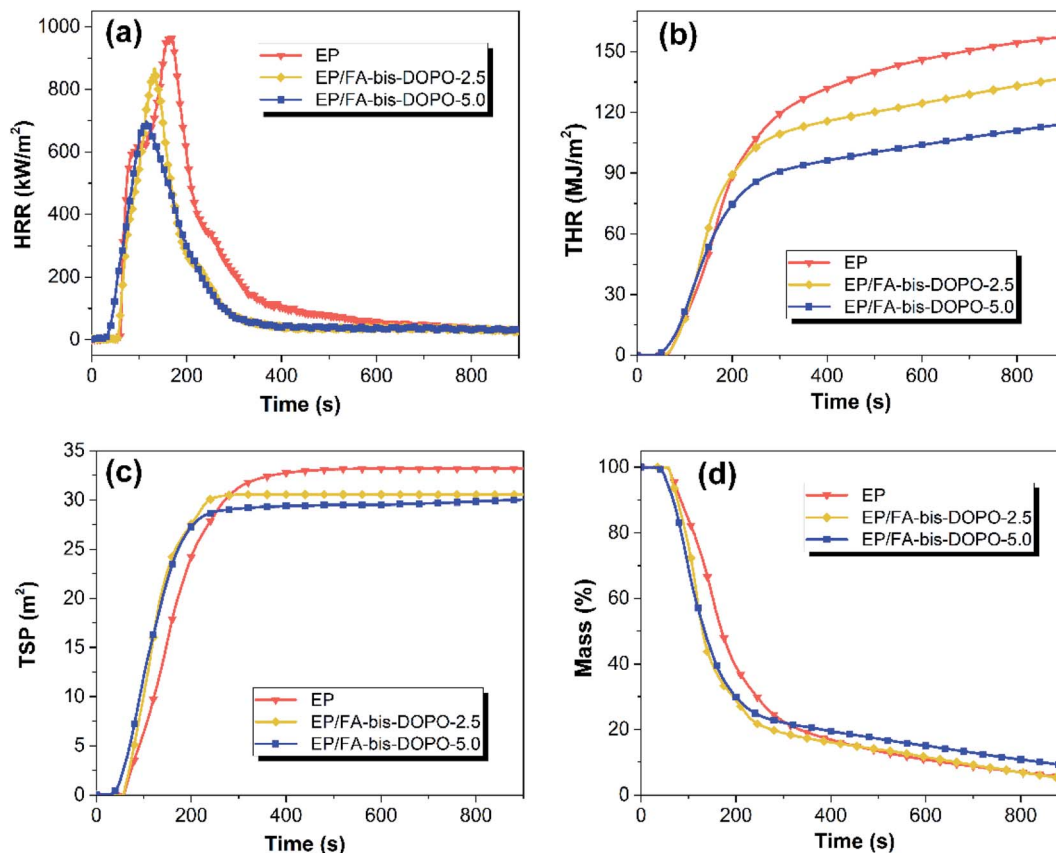 (a)
EP
EP/FA-bis-DOPO-2.5
EP/FA-bis-DOPO-5.0
HRR (kW/m²)
1000
800
600
400
200
0
0 200 400 600 800
Time (s)
(b)
EP
EP/FA-bis-DOPO-2.5
EP/FA-bis-DOPO-5.0
THR (MJ/m²)
150
120
90
60
30
0
0 200 400 600 800
Time (s)
(c)
EP
EP/FA-bis-DOPO-2.5
EP/FA-bis-DOPO-5.0
TSP (m²)
35
30
25
20
15
10
5
0
0 200 400 600 800
Time (s)
(d)
EP
EP/FA-bis-DOPO-2.5
EP/FA-bis-DOPO-5.0
Mass (%)
100
80
60
40
20
0
0 200 400 600 800
Time (s)